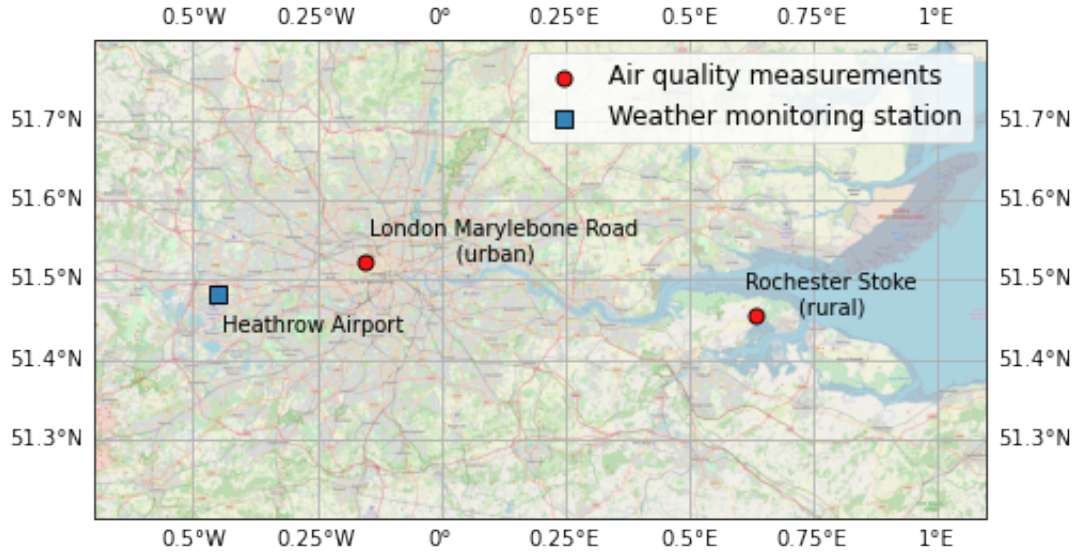 0.5°W 0.25°W 0° 0.25°E 0.5°E 0.75°E 1°E
Air quality measurements
Weather monitoring station
51.7°N 51.7°N
51.6°N 51.6°N
London Marylebone Road
(urban)
51.5°N 51.5°N
Rochester Stoke
(rural)
Heathrow Airport
51.4°N 51.4°N
51.3°N 51.3°N
0.5°W 0.25°W 0° 0.25°E 0.5°E 0.75°E 1°E